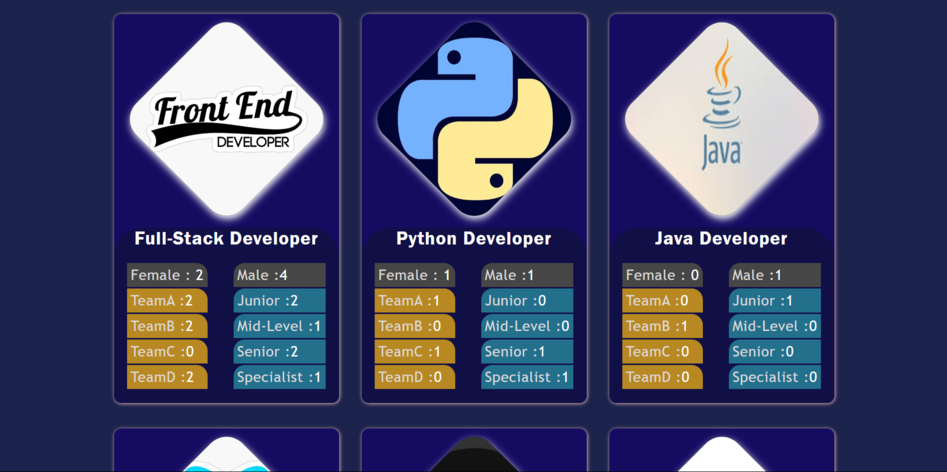 Front End
DEVELOPER
Java
Full-Stack Developer
Female : 2
Male :4
TeamA :2
Junior :2
TeamB :2
Mid-Level :1
TeamC :0
Senior :2
TeamD :2
Specialist :1
Python Developer
Female : 1
Male :1
TeamA :1
Junior :0
TeamB :0
Mid-Level :0
TeamC :1
Senior :1
TeamD :0
Specialist :1
Java Developer
Female : 0
Male :1
TeamA :0
Junior :1
TeamB :1
Mid-Level :0
TeamC :0
Senior :0
TeamD :0
Specialist :0